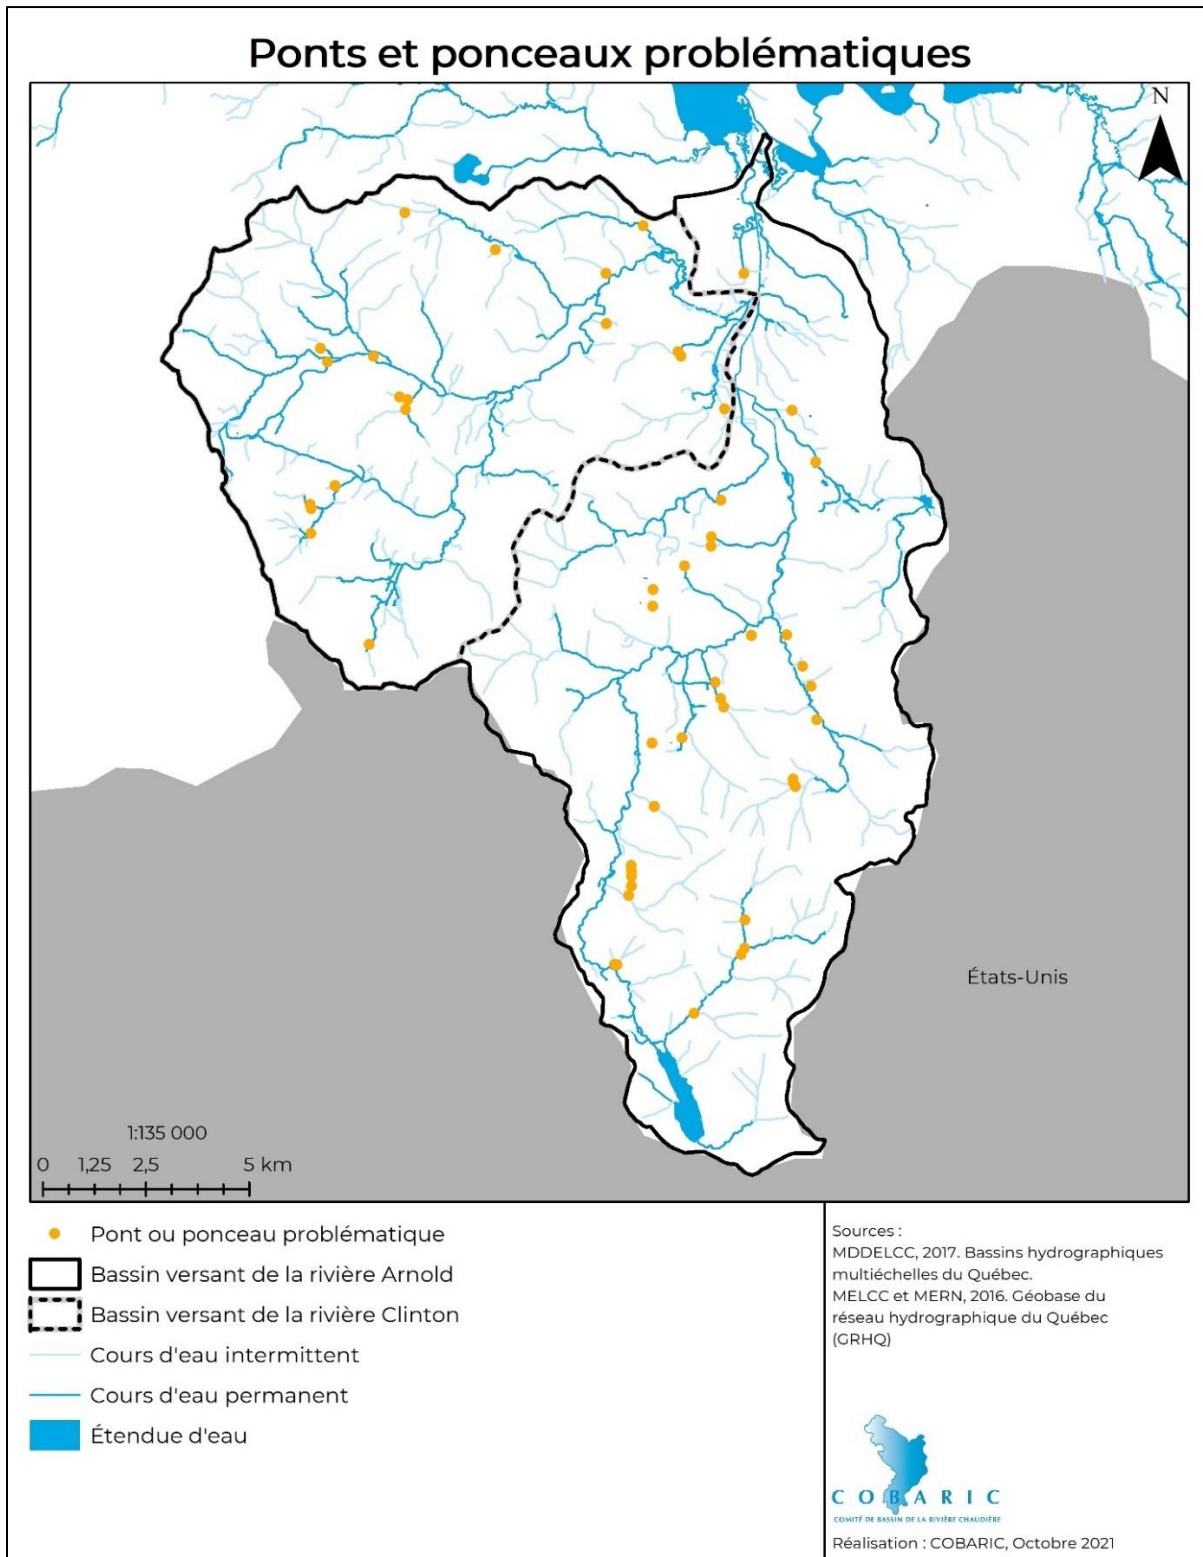 Ponts et ponceaux problématiques
N
États-Unis
1:135 000
0 1,25 2,5 5 km
Pont ou ponceau problématique
Bassin versant de la rivière Arnold
Bassin versant de la rivière Clinton
Cours d'eau intermittent
Cours d'eau permanent
Étendue d'eau
Sources :
MDDELCC, 2017. Bassins hydrographiques
multiéchelles du Québec.
MELCC et MERN, 2016. Géobase du
réseau hydrographique du Québec
(GRHQ)
COBARIC
COMITÉ DE BASSIN DE LA RIVIÈRE CHAUDIÈRE
Réalisation : COBARIC, Octobre 2021